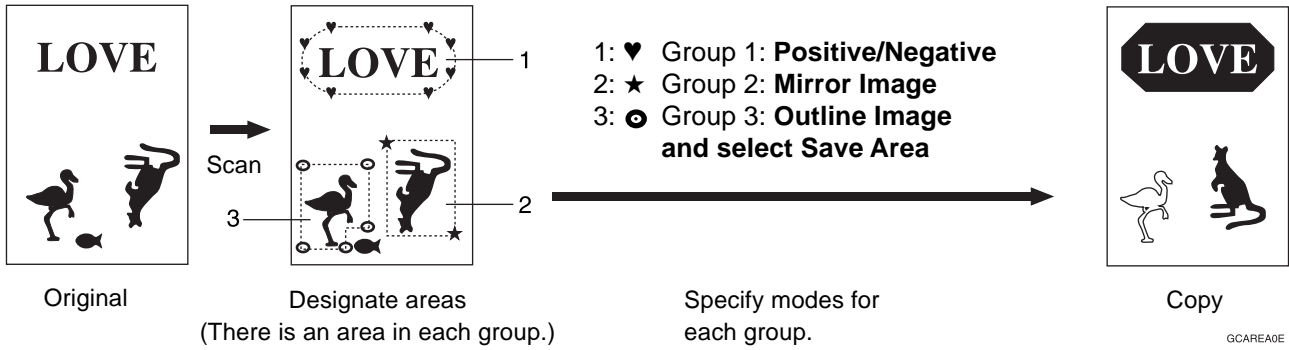 LOVE
Original
Scan
LOVE
1
2
3
Designate areas
(There is an area in each group.)
1: ♥ Group 1: Positive/Negative
2: ★ Group 2: Mirror Image
3: ◎ Group 3: Outline Image
and select Save Area
Specify modes for
each group.
LOVE
Copy
GCAREA0E